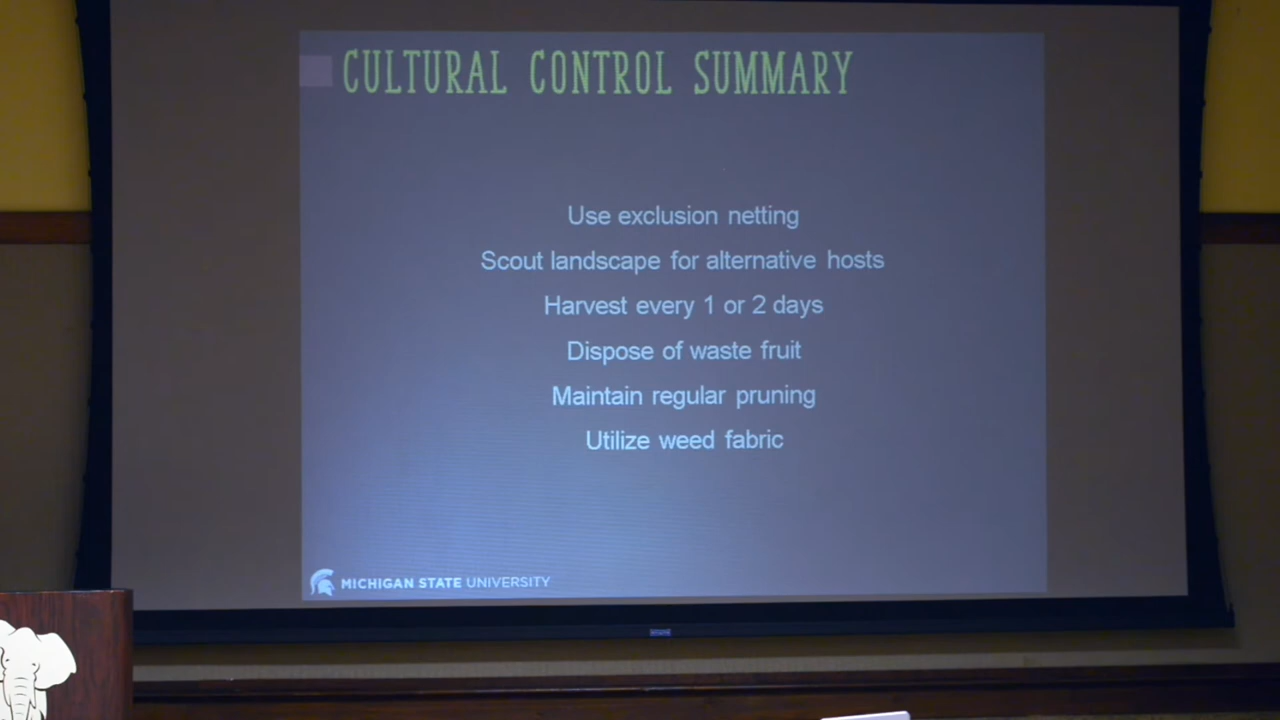 CULTURAL CONTROL SUMMARY
Use exclusion netting
Scout landscape for alternative hosts
Harvest every 1 or 2 days
Dispose of waste fruit
Maintain regular pruning
Utilize weed fabric
MICHIGAN STATE UNIVERSITY